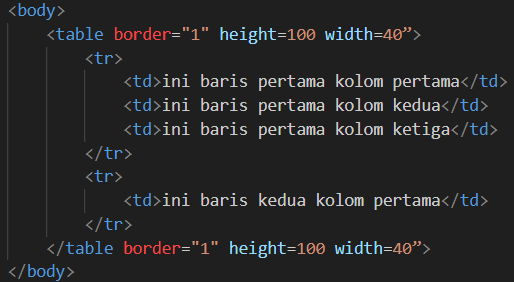 <body>
<table border="1" height=100 width=40”>
<tr>
<td>ini baris pertama kolom pertama</td>
<td>ini baris pertama kolom kedua</td>
<td>ini baris pertama kolom ketiga</td>
</tr>
<tr>
<td>ini baris kedua kolom pertama</td>
</tr>
</table border="1" height=100 width=40”>
</body>